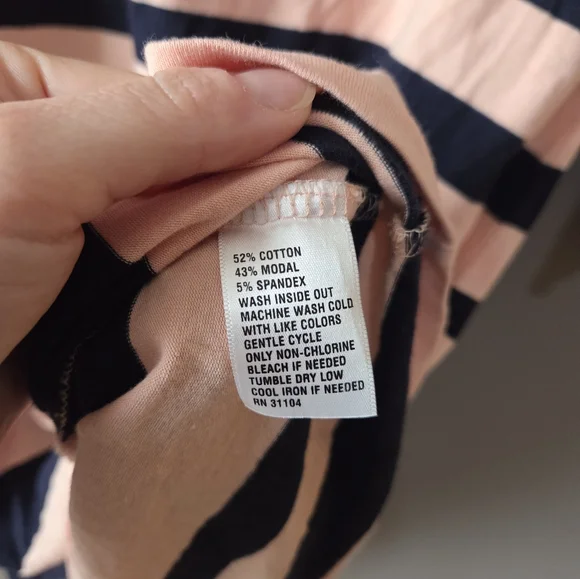 52% COTTON
43% MODAL
5% SPANDEX
WASH INSIDE OUT
MACHINE WASH COLD
WITH LIKE COLORS
GENTLE CYCLE
ONLY NON-CHLORINE
BLEACH IF NEEDED
TUMBLE DRY LOW
COOL IRON IF NEEDED
RN 31104